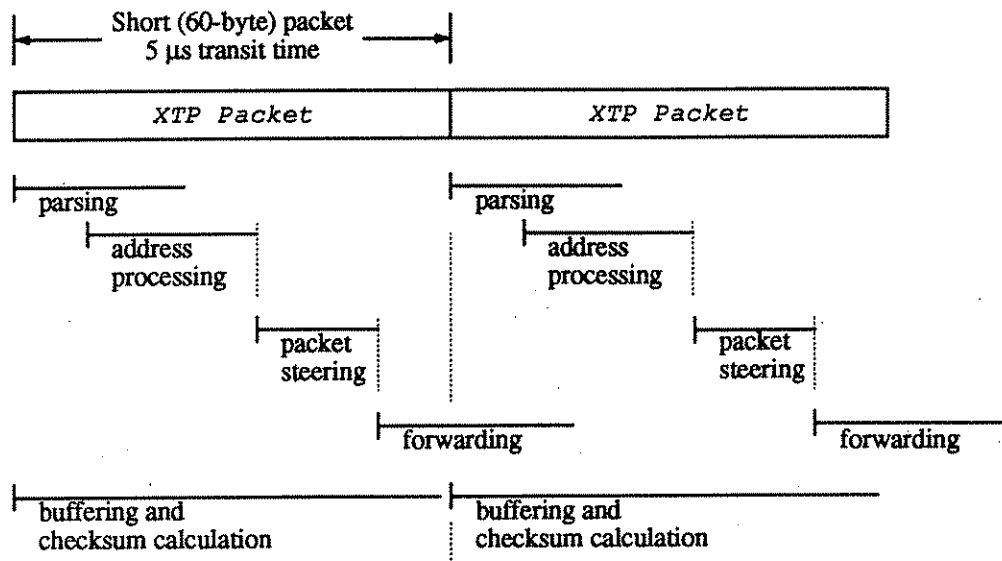 Short (60-byte) packet
5 µs transit time
XTP Packet
XTP Packet
parsing
parsing
address
processing
address
processing
packet
steering
packet
steering
forwarding
forwarding
buffering and
checksum calculation
buffering and
checksum calculation